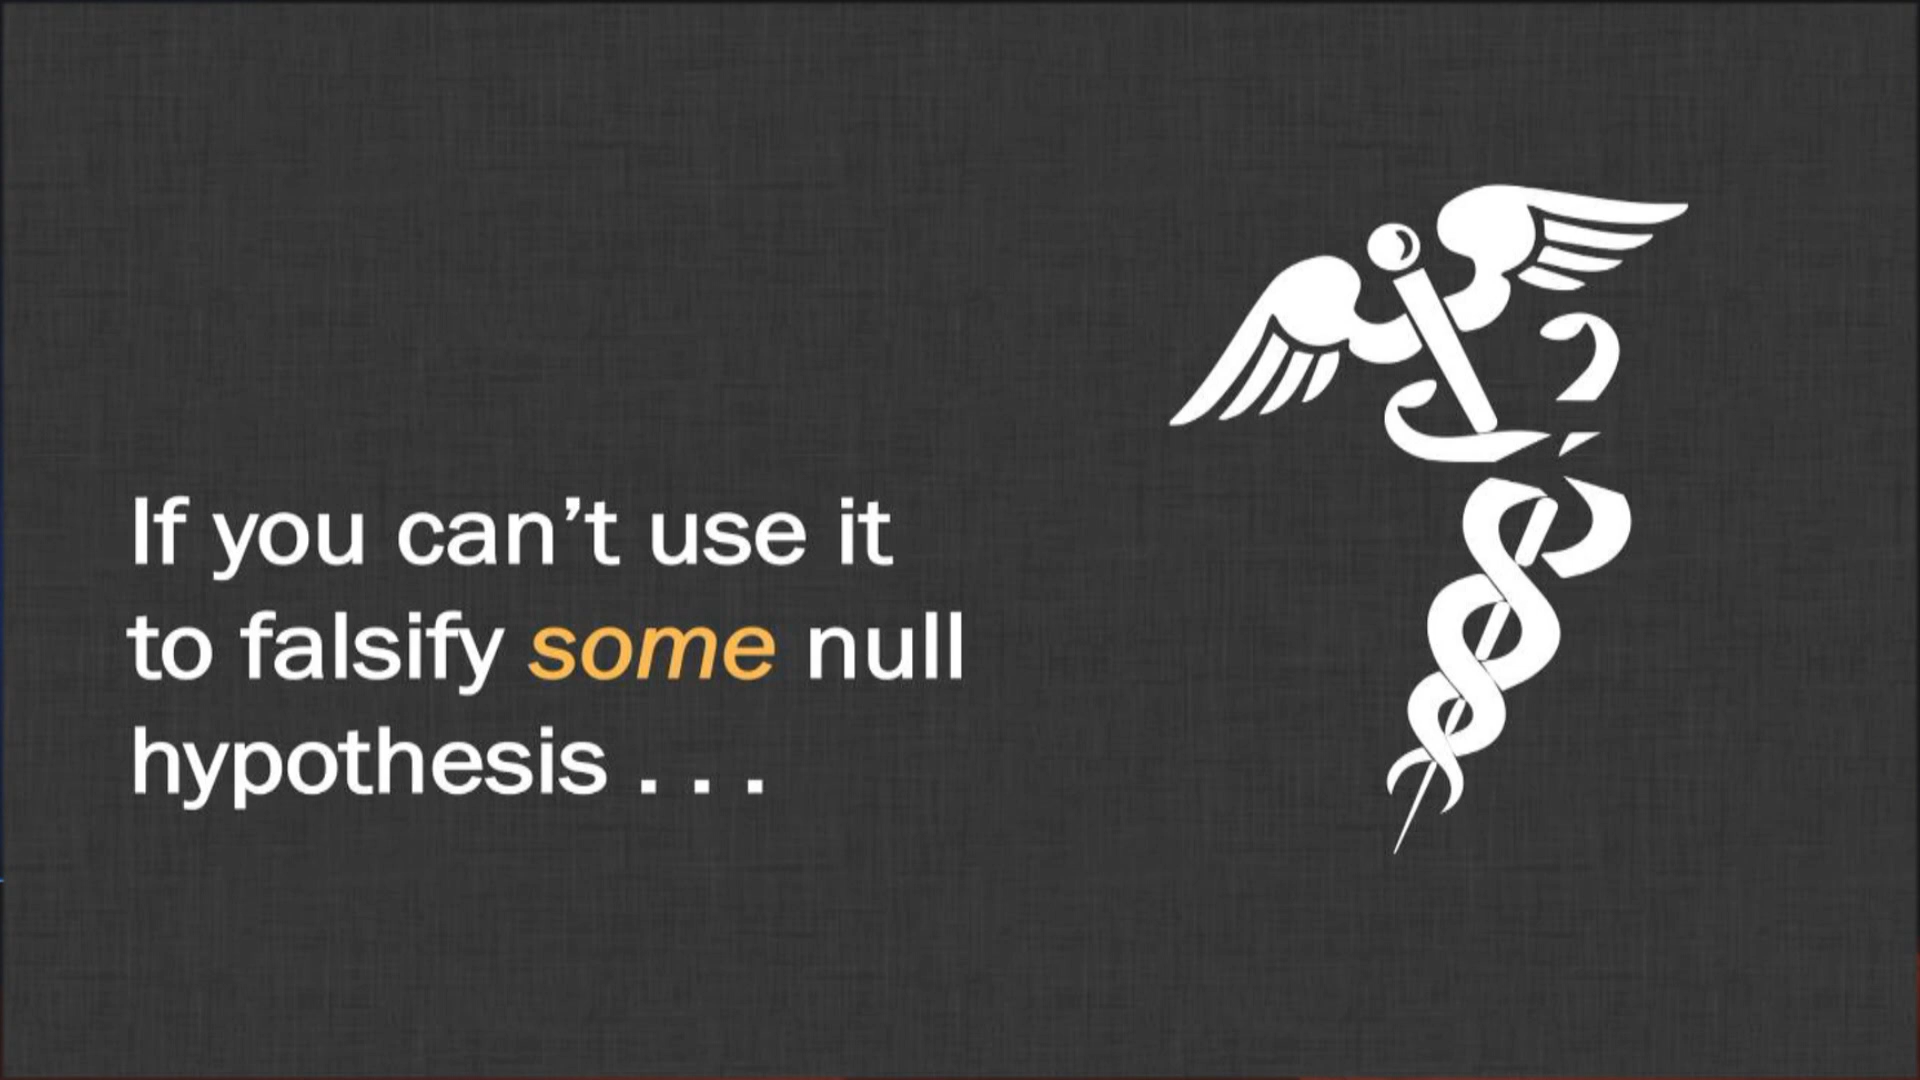 If you can’t use it
to falsify some null
hypothesis . . .